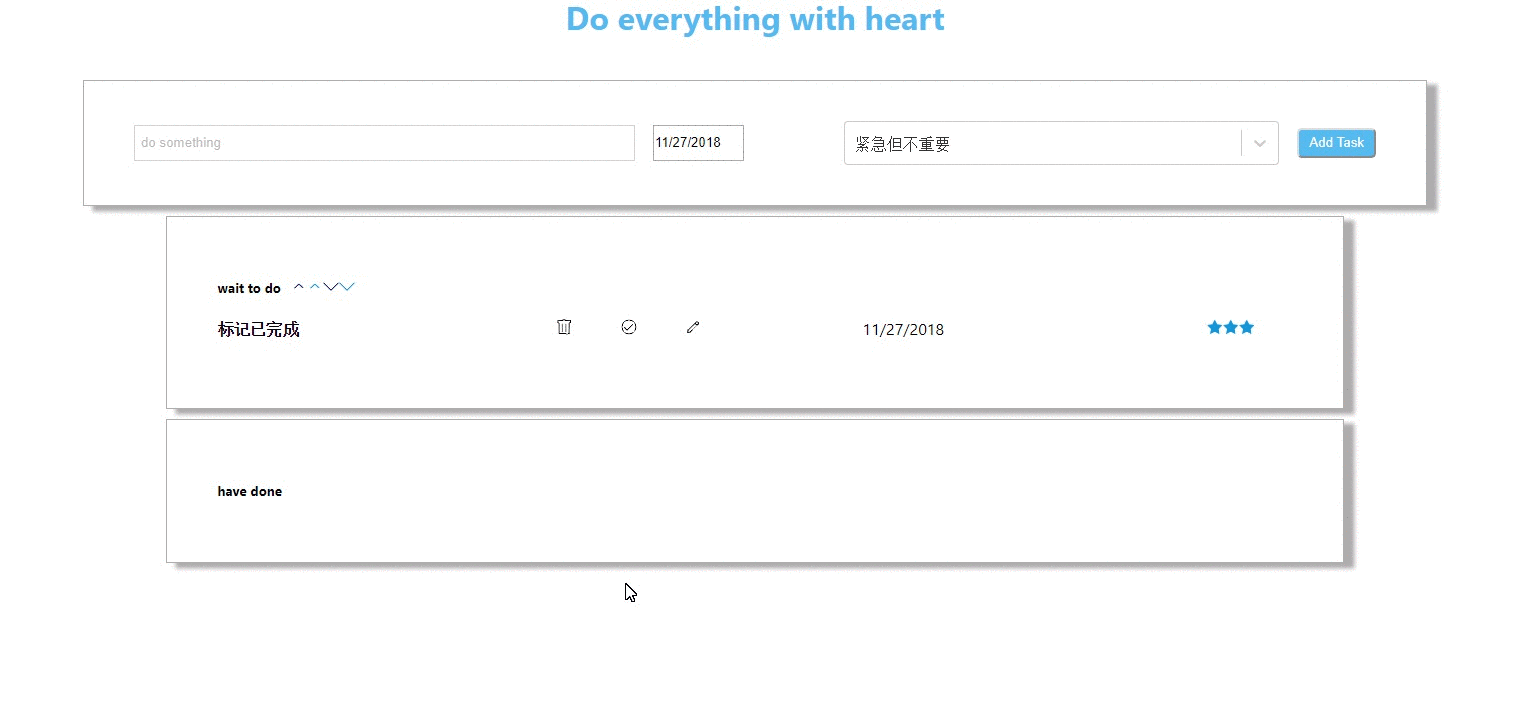 Do everything with heart
do something 11/27/2018 紧急但不重要 Add Task
wait to do
标记已完成 11/27/2018
have done